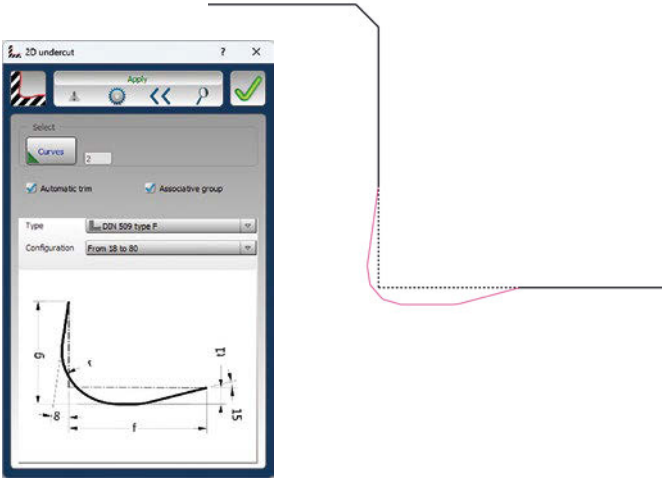 2D undercut ? ×
Apply
Select
Curves 2
Automatic trim Associative group
Type DIN 509 type F
Configuration From 18 to 80
g
r
t1
8
f
15